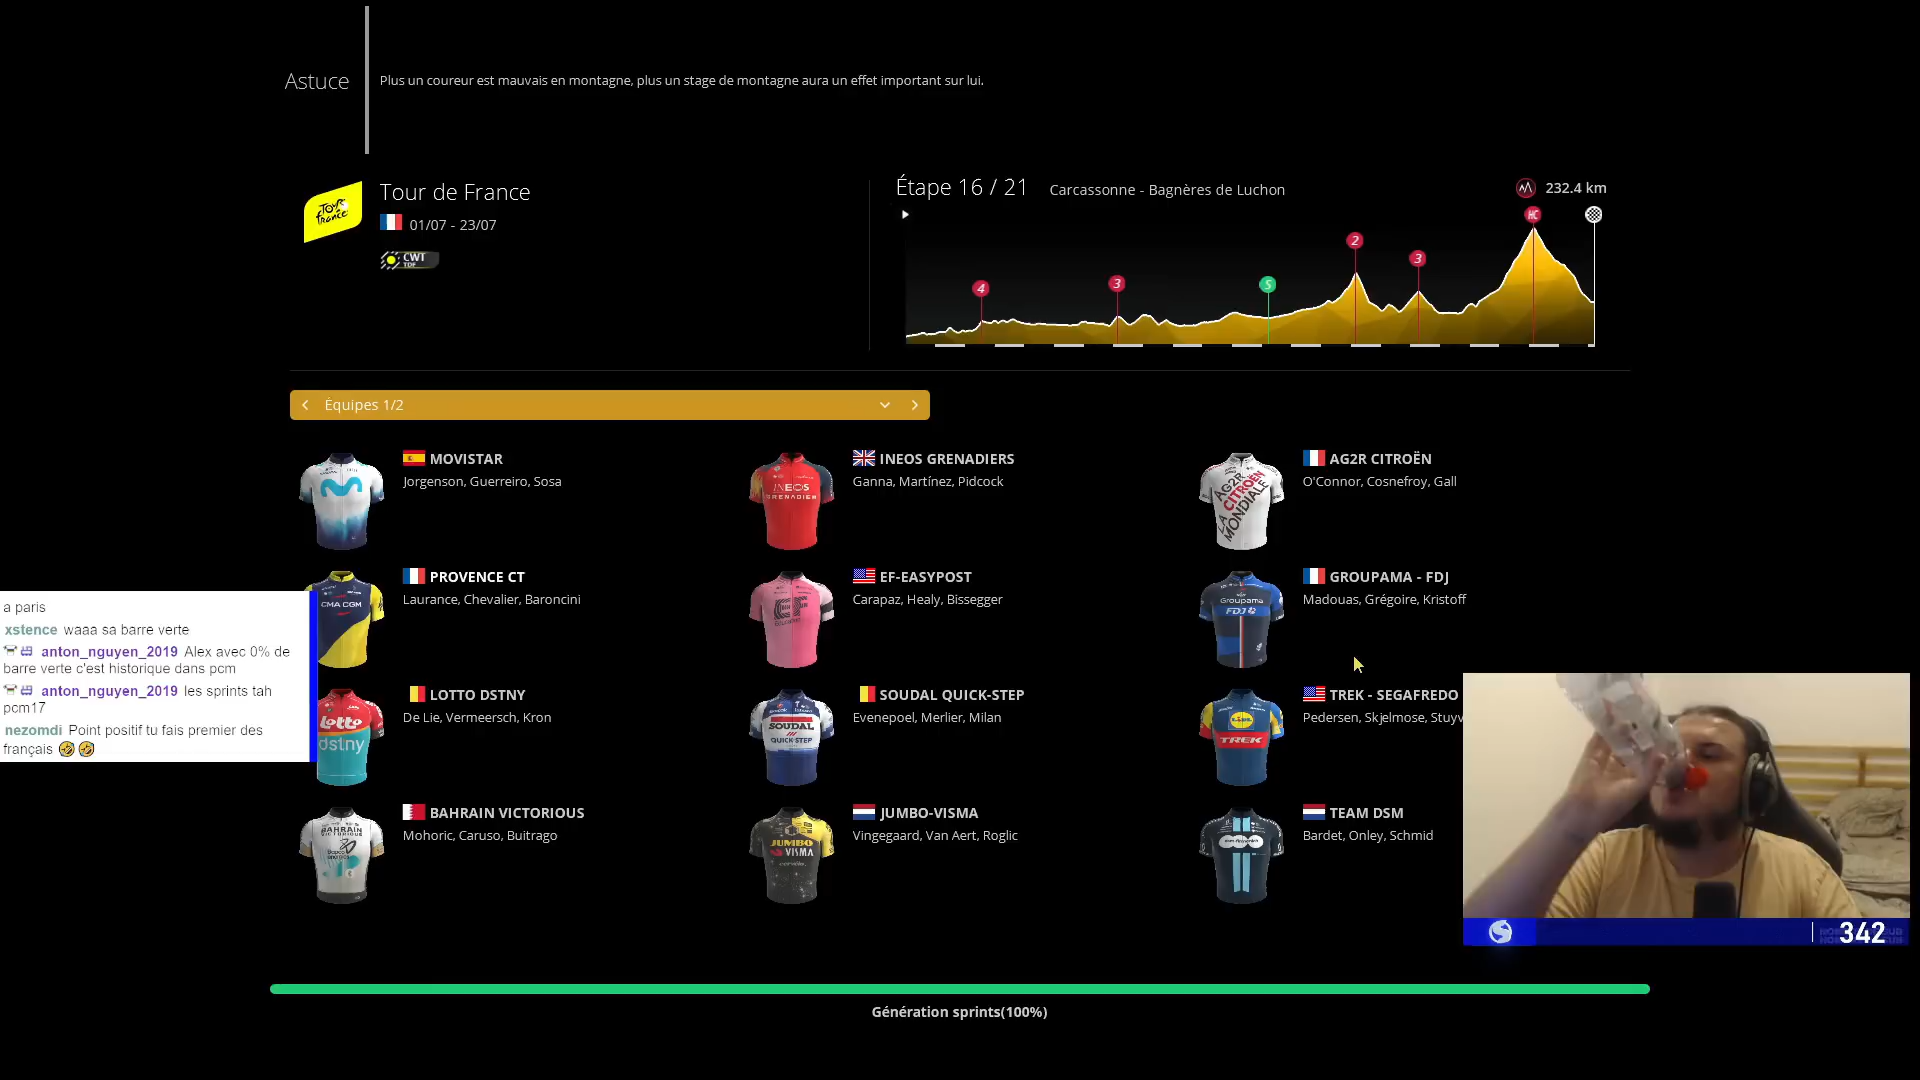 Astuce
Plus un coureur est mauvais en montagne, plus un stage de montagne aura un effet important sur lui.
Tour de France
01/07 - 23/07
CWT
TDF
Étape 16 / 21
Carcassonne - Bagnères de Luchon
232.4 km
4
3
S
2
3
HC
Équipes 1/2
MOVISTAR
Jorgenson, Guerreiro, Sosa
INEOS GRENADIERS
Ganna, Martínez, Pidcock
AG2R CITROËN
O'Connor, Cosnefroy, Gall
PROVENCE CT
Laurance, Chevalier, Baroncini
EF-EASYPOST
Carapaz, Healy, Bissegger
GROUPAMA - FDJ
Madouas, Grégoire, Kristoff
LOTTO DSTNY
De Lie, Vermeersch, Kron
SOUDAL QUICK-STEP
Evenepoel, Merlier, Milan
TREK - SEGAFREDO
Pedersen, Skjelmose, Stuyv
BAHRAIN VICTORIOUS
Mohoric, Caruso, Buitrago
JUMBO-VISMA
Vingegaard, Van Aert, Roglic
TEAM DSM
Bardet, Onley, Schmid
a paris
xstence waaa sa barre verte
anton_nguyen_2019 Alex avec 0% de
barre verte c'est historique dans pcm
anton_nguyen_2019 les sprints tah
pcm17
nezomdi Point positif tu fais premier des
français 🤣 🤣
342
Génération sprints(100%)